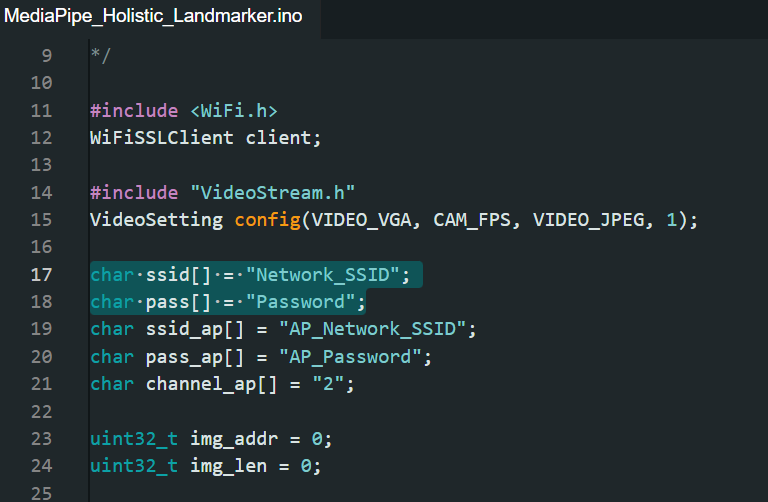 MediaPipe_Holistic_Landmarker.ino
9 */
10
11 #include <WiFi.h>
12 WiFiSSLClient client;
13
14 #include "VideoStream.h"
15 VideoSetting config(VIDEO_VGA, CAM_FPS, VIDEO_JPEG, 1);
16
17 char·ssid[]·=·"Network_SSID";
18 char·pass[]·=·"Password";
19 char ssid_ap[] = "AP_Network_SSID";
20 char pass_ap[] = "AP_Password";
21 char channel_ap[] = "2";
22
23 uint32_t img_addr = 0;
24 uint32_t img_len = 0;
25